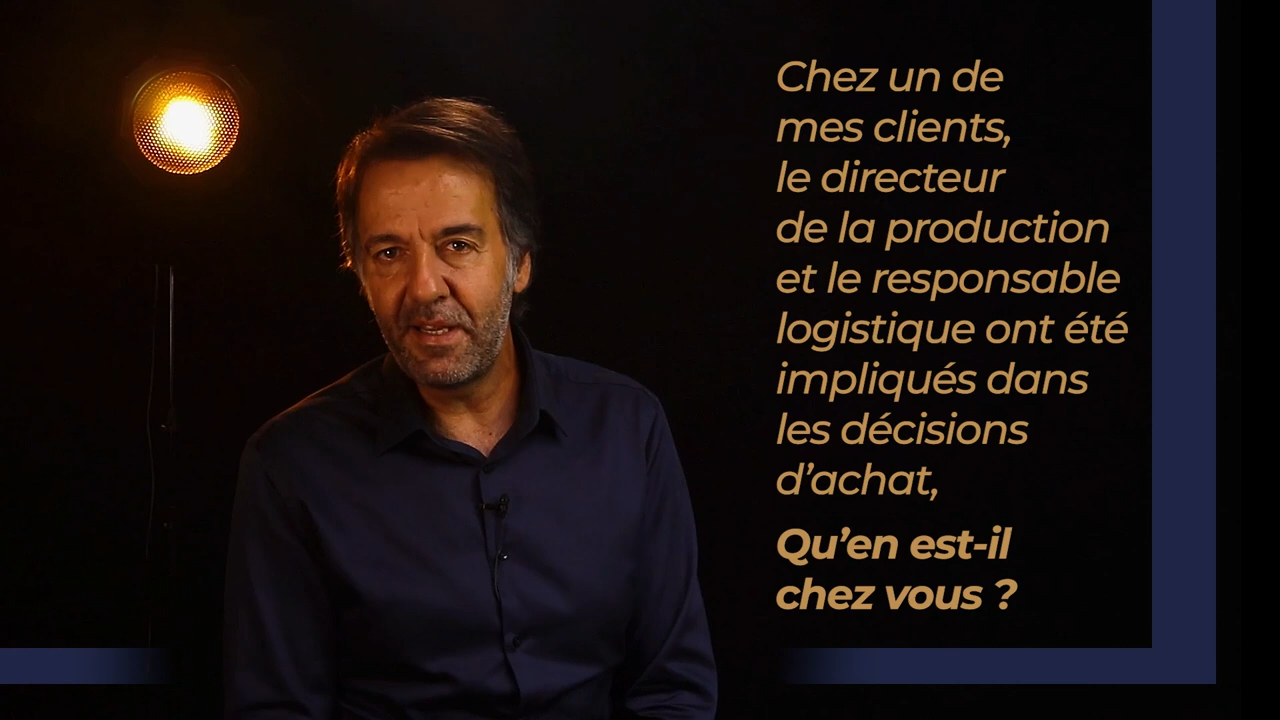 Chez un de
mes clients,
le directeur
de la production
et le responsable
logistique ont été
impliqués dans
les décisions
d’achat,
Qu’en est-il
chez vous ?